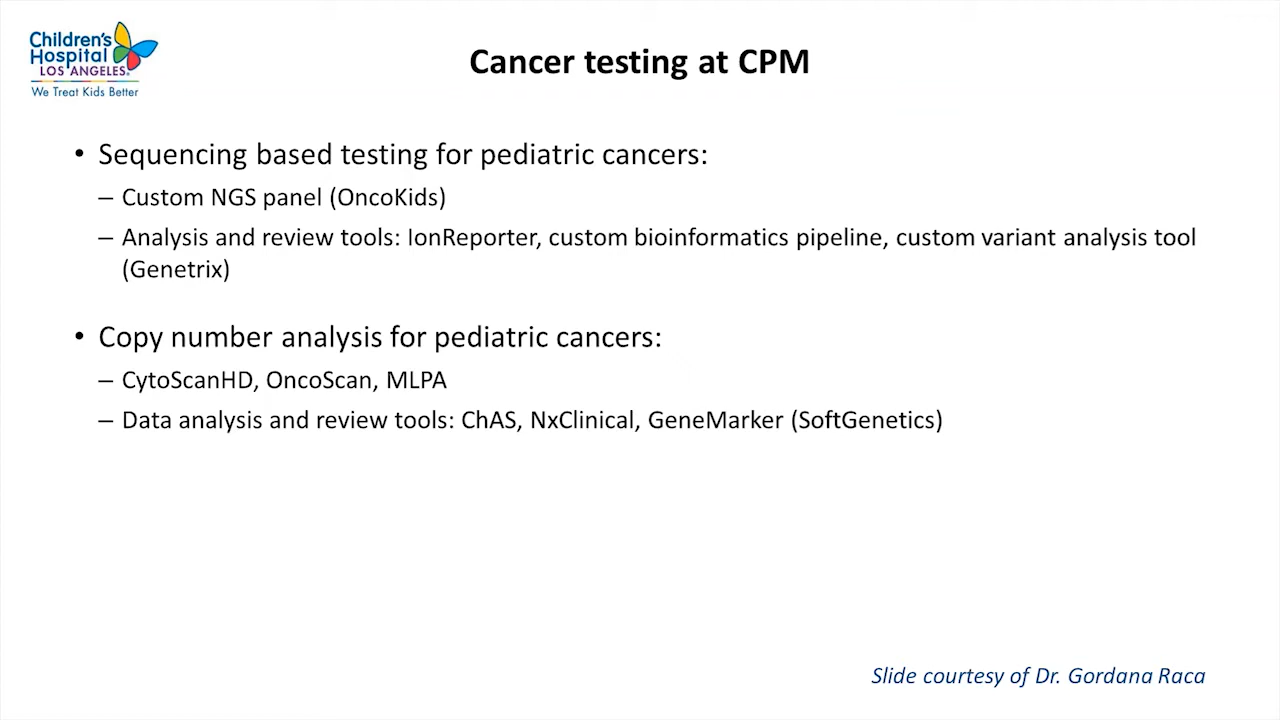 Children's
Hospital
LOS ANGELES®
We Treat Kids Better
Cancer testing at CPM
• Sequencing based testing for pediatric cancers:
– Custom NGS panel (OncoKids)
– Analysis and review tools: IonReporter, custom bioinformatics pipeline, custom variant analysis tool
(Genetrix)
• Copy number analysis for pediatric cancers:
– CytoScanHD, OncoScan, MLPA
– Data analysis and review tools: ChAS, NxClinical, GeneMarker (SoftGenetics)
Slide courtesy of Dr. Gordana Raca